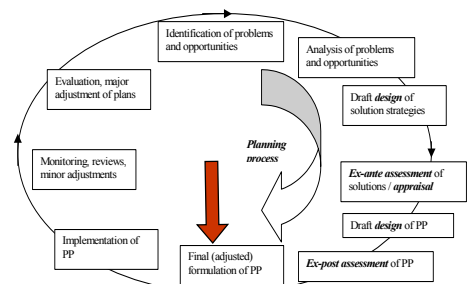 Identification of problems
and opportunities
Analysis of problems
and opportunities
Draft design of
solution strategies
Ex-ante assessment of
solutions / appraisal
Draft design of PP
Ex-post assessment of PP
Final (adjusted)
formulation of PP
Implementation of
PP
Monitoring, reviews,
minor adjustments
Evaluation, major
adjustment of plans
Planning
process